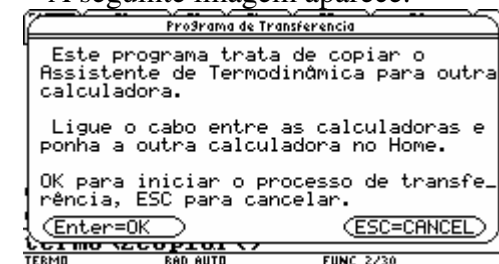 A seguinte imagem aparece:
Programa de Transferencia
Este programa trata de copiar o
Assistente de Termodinâmica para outra
calculadora.
Ligue o cabo entre as calculadoras e
ponha a outra calculadora no Home.
OK para iniciar o processo de transfe_
rência, ESC para cancelar.
Enter=OK ESC=CANCEL
termo\zcopiar()
TERMO RAD AUTO FUNC 2/30